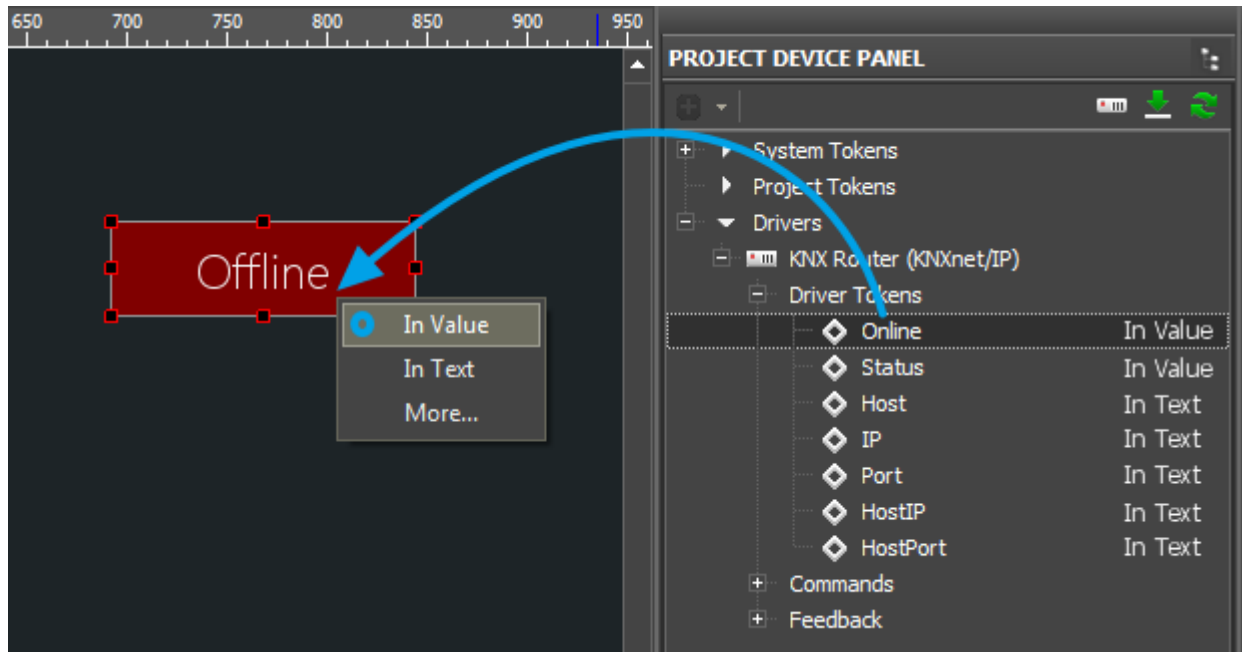 650 700 750 800 850 900 950
PROJECT DEVICE PANEL
System Tokens
Project Tokens
Drivers
KNX Router (KNXnet/IP)
Driver Tokens
Online In Value
Status In Value
Host In Text
IP In Text
Port In Text
HostIP In Text
HostPort In Text
Commands
Feedback
Offline
In Value
In Text
More...